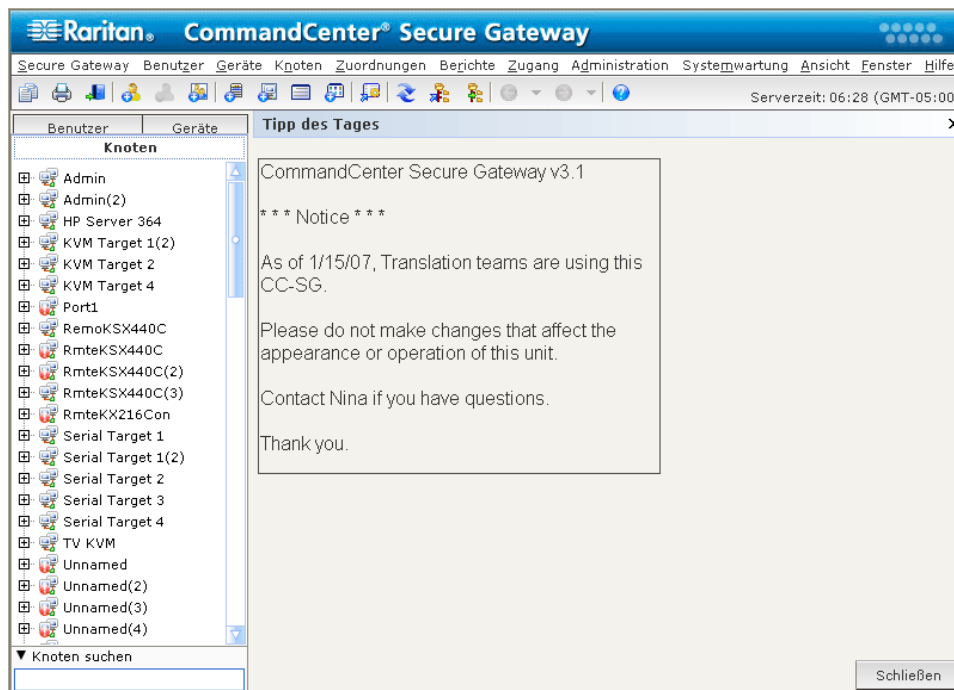 Raritan® CommandCenter® Secure Gateway
Secure Gateway Benutzer Geräte Knoten Zuordnungen Berichte Zugang Administration Systemwartung Ansicht Fenster Hilfe
Serverzeit: 06:28 (GMT-05:00
Benutzer Geräte
Knoten
Admin
Admin(2)
HP Server 364
KVM Target 1(2)
KVM Target 2
KVM Target 4
Port1
RemoKSX440C
RmteKSX440C
RmteKSX440C(2)
RmteKSX440C(3)
RmteKX216Con
Serial Target 1
Serial Target 1(2)
Serial Target 2
Serial Target 3
Serial Target 4
TV KVM
Unnamed
Unnamed(2)
Unnamed(3)
Unnamed(4)
Knoten suchen
Tipp des Tages
CommandCenter Secure Gateway v3.1
* * * Notice * * *
As of 1/15/07, Translation teams are using this
CC-SG.
Please do not make changes that affect the
appearance or operation of this unit.
Contact Nina if you have questions.
Thank you.
Schließen